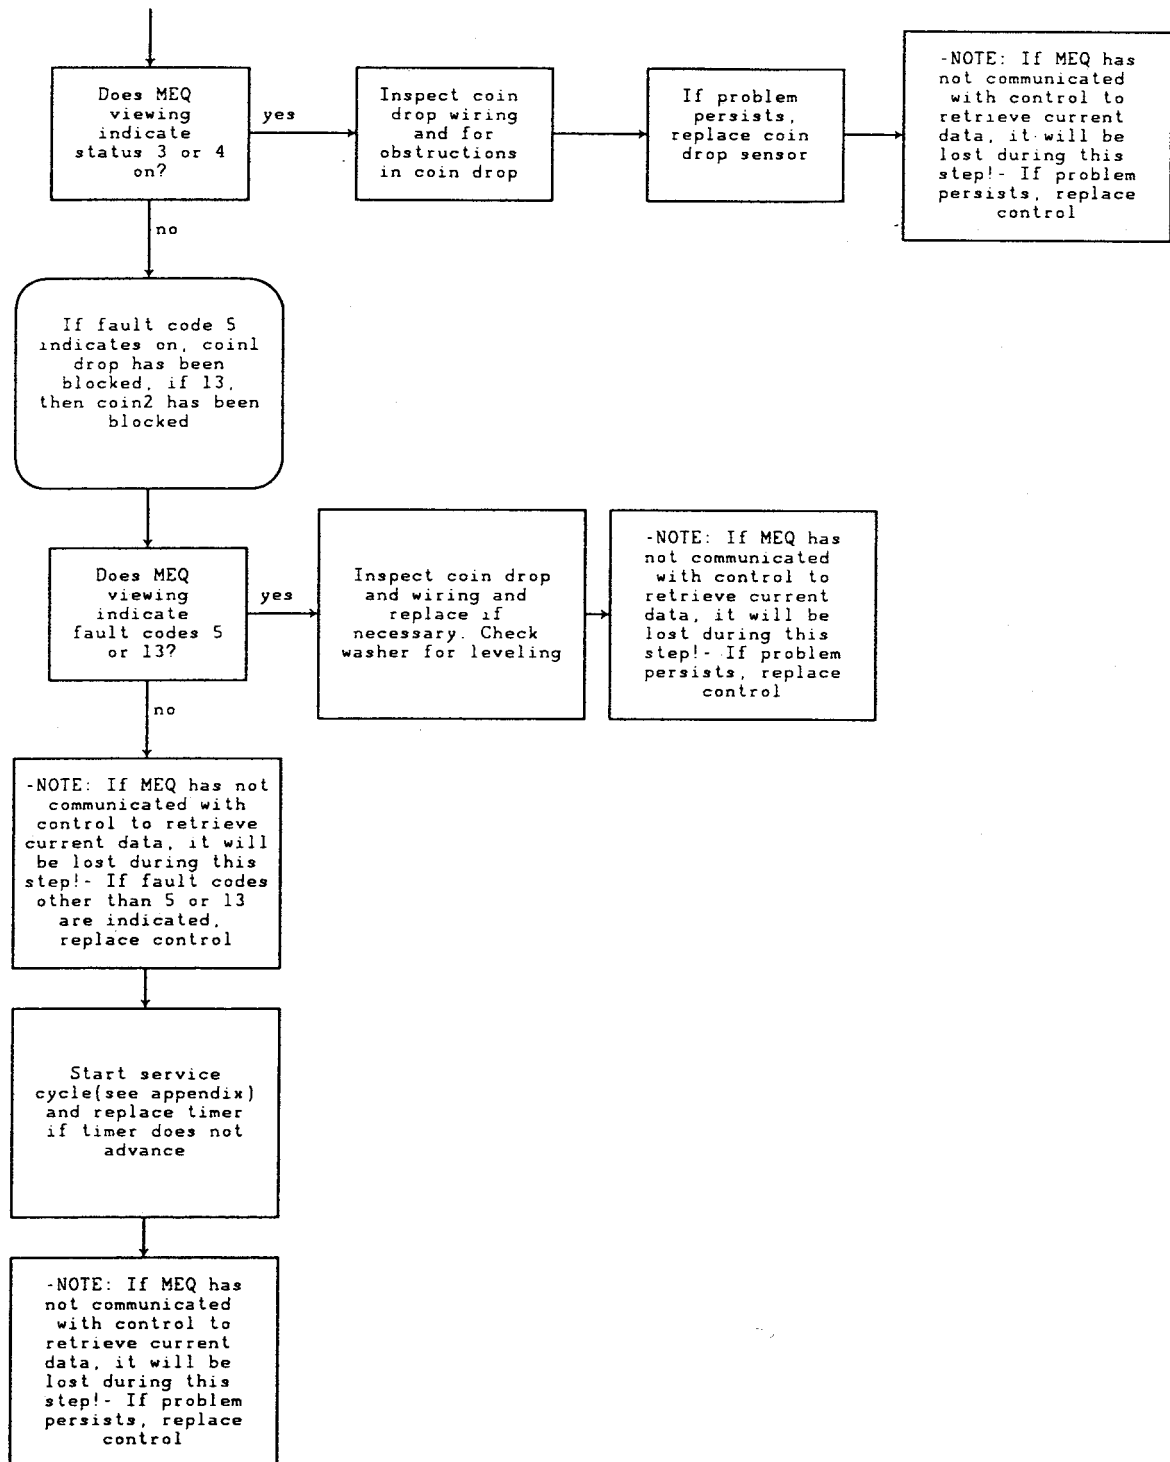 Does MEQ
viewing
indicate
status 3 or 4
on?
yes
Inspect coin
drop wiring
and for
obstructions
in coin drop
If problem
persists,
replace coin
drop sensor
-NOTE: If MEQ has
not communicated
with control to
retrieve current
data, it will be
lost during this
step!- If problem
persists, replace
control
no
If fault code 5
indicates on, coin1
drop has been
blocked, if 13,
then coin2 has been
blocked
Does MEQ
viewing
indicate
fault codes 5
or 13?
yes
Inspect coin drop
and wiring and
replace if
necessary. Check
washer for leveling
-NOTE: If MEQ has
not communicated
with control to
retrieve current
data, it will be
lost during this
step!- If problem
persists, replace
control
no
-NOTE: If MEQ has not
communicated with
control to retrieve
current data, it will
be lost during this
step!- If fault codes
other than 5 or 13
are indicated,
replace control
Start service
cycle(see appendix)
and replace timer
if timer does not
advance
-NOTE: If MEQ has
not communicated
with control to
retrieve current
data, it will be
lost during this
step!- If problem
persists, replace
control